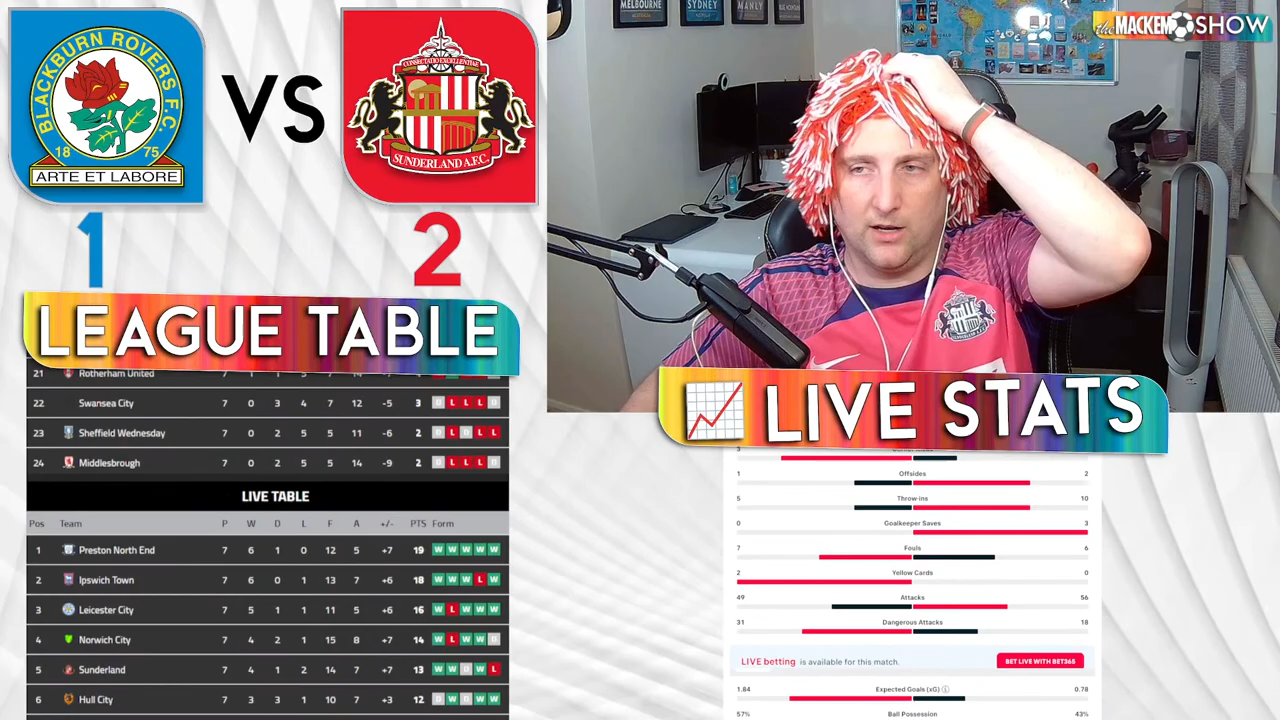 BLACKBURN ROVERS F.C.
18 75
ARTE ET LABORE
VS
CONSECTATIO EXCELLENTIAE
SUNDERLAND A.F.C.
1 2
MELBOURNE
SYDNEY
MANLY
the MACKEM SHOW
SUNDERLAND A.F.C.
LEAGUE TABLE
21 Rotherham United 7 1 1 5 7 14
22 Swansea City 7 0 3 4 7 12 -5 3 D L L L D
23 Sheffield Wednesday 7 0 2 5 5 11 -6 2 D L D L L
24 Middlesbrough 7 0 2 5 5 14 -9 2 D L L L D
LIVE TABLE
Pos Team P W D L F A +/- PTS Form
1 Preston North End 7 6 1 0 12 5 +7 19 W W W W W
2 Ipswich Town 7 6 0 1 13 7 +6 18 W W W L W
3 Leicester City 7 5 1 1 11 5 +6 16 W L W W W
4 Norwich City 7 4 2 1 15 8 +7 14 W L W W D
5 Sunderland 7 4 1 2 14 7 +7 13 W W D W L
6 Hull City 7 3 3 1 10 7 +3 12 D W D W W
LIVE STATS
1 Offsides 2
5 Throw-ins 10
0 Goalkeeper Saves 3
7 Fouls 6
2 Yellow Cards 0
49 Attacks 56
31 Dangerous Attacks 18
LIVE betting is available for this match.
BET LIVE WITH BET365
1.84 Expected Goals (xG) 0.78
57% Ball Possession 43%